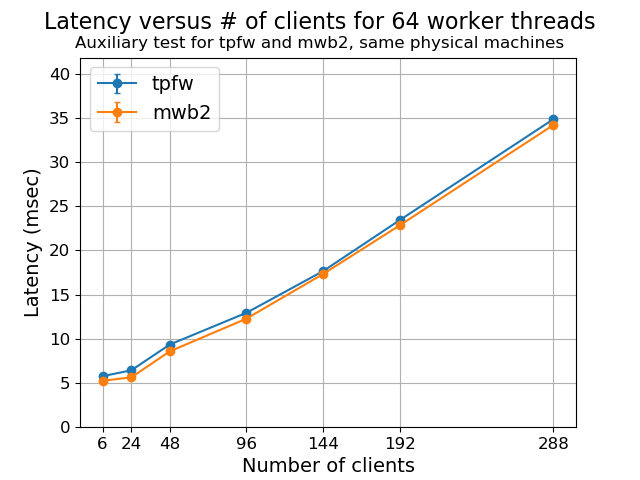 Latency versus # of clients for 64 worker threads
Auxiliary test for tpfw and mwb2, same physical machines
tpfw
mwb2
Latency (msec)
40
35
30
25
20
15
10
5
0
6 24 48 96 144 192 288
Number of clients